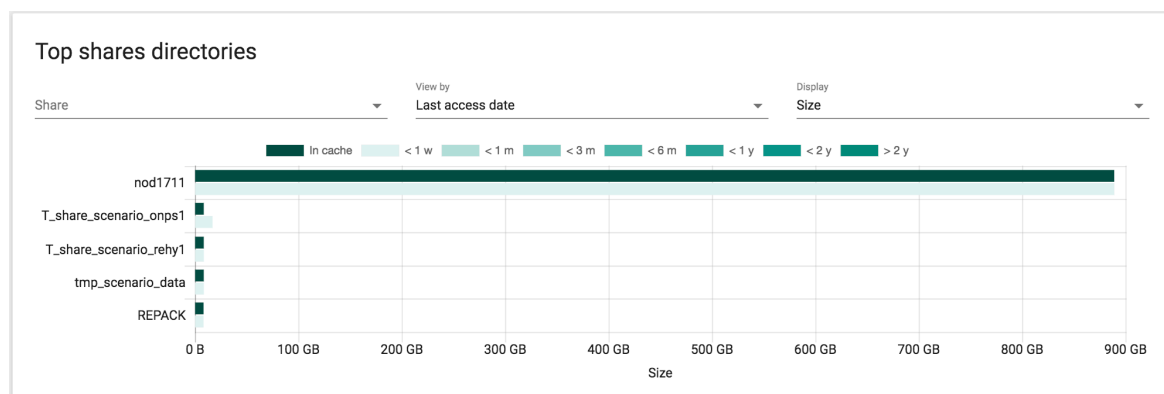 Top shares directories
View by
Display
Share
Last access date
Size
In cache
< 1 w
< 1 m
< 3 m
< 6 m
< 1 y
< 2 y
> 2 y
nod1711
T_share_scenario_onps1
T_share_scenario_rehy1
tmp_scenario_data
REPACK
0 B
100 GB
200 GB
300 GB
400 GB
500 GB
600 GB
700 GB
800 GB
900 GB
Size